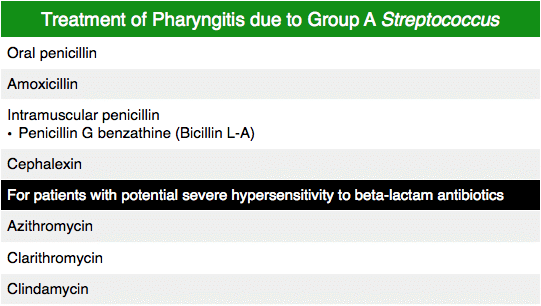 Treatment of Pharyngitis due to Group A Streptococcus
Oral penicillin
Amoxicillin
Intramuscular penicillin
• Penicillin G benzathine (Bicillin L-A)
Cephalexin
For patients with potential severe hypersensitivity to beta-lactam antibiotics
Azithromycin
Clarithromycin
Clindamycin